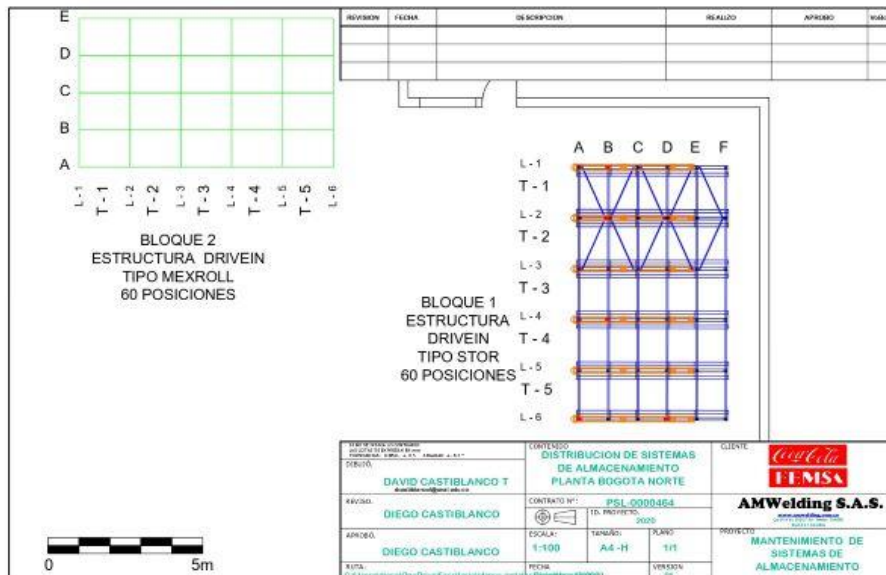 REVISION FECHA DESCRIPCION REALIZO APROBO
E
D
C
B
A
L - 1 T - 1 L - 2 T - 2 L - 3 T - 3 L - 4 T - 4 L - 5 T - 5 L - 6
BLOQUE 2
ESTRUCTURA DRIVEIN
TIPO MEXROLL
60 POSICIONES
A B C D E F
L - 1
T - 1
L - 2
T - 2
L - 3
T - 3
L - 4
T - 4
L - 5
T - 5
L - 6
BLOQUE 1
ESTRUCTURA
DRIVEIN
TIPO STOR
60 POSICIONES
0 5m
DIBUJO.
DAVID CASTIBLANCO T
REVISO.
DIEGO CASTIBLANCO
APROBO.
DIEGO CASTIBLANCO
RUTA:
CONTENIDO
DISTRIBUCION DE SISTEMAS
DE ALMACENAMIENTO
PLANTA BOGOTA NORTE
CONTRATO N°: PSL-0000464
ID. PROYECTO.
2020
ESCALA: TAMAÑO: PLANO
1:100 A4 -H 1/1
FECHA VERSION
CLIENTE
Coca-Cola
FEMSA
AMWelding S.A.S.
PROYECTO
MANTENIMIENTO DE
SISTEMAS DE
ALMACENAMIENTO